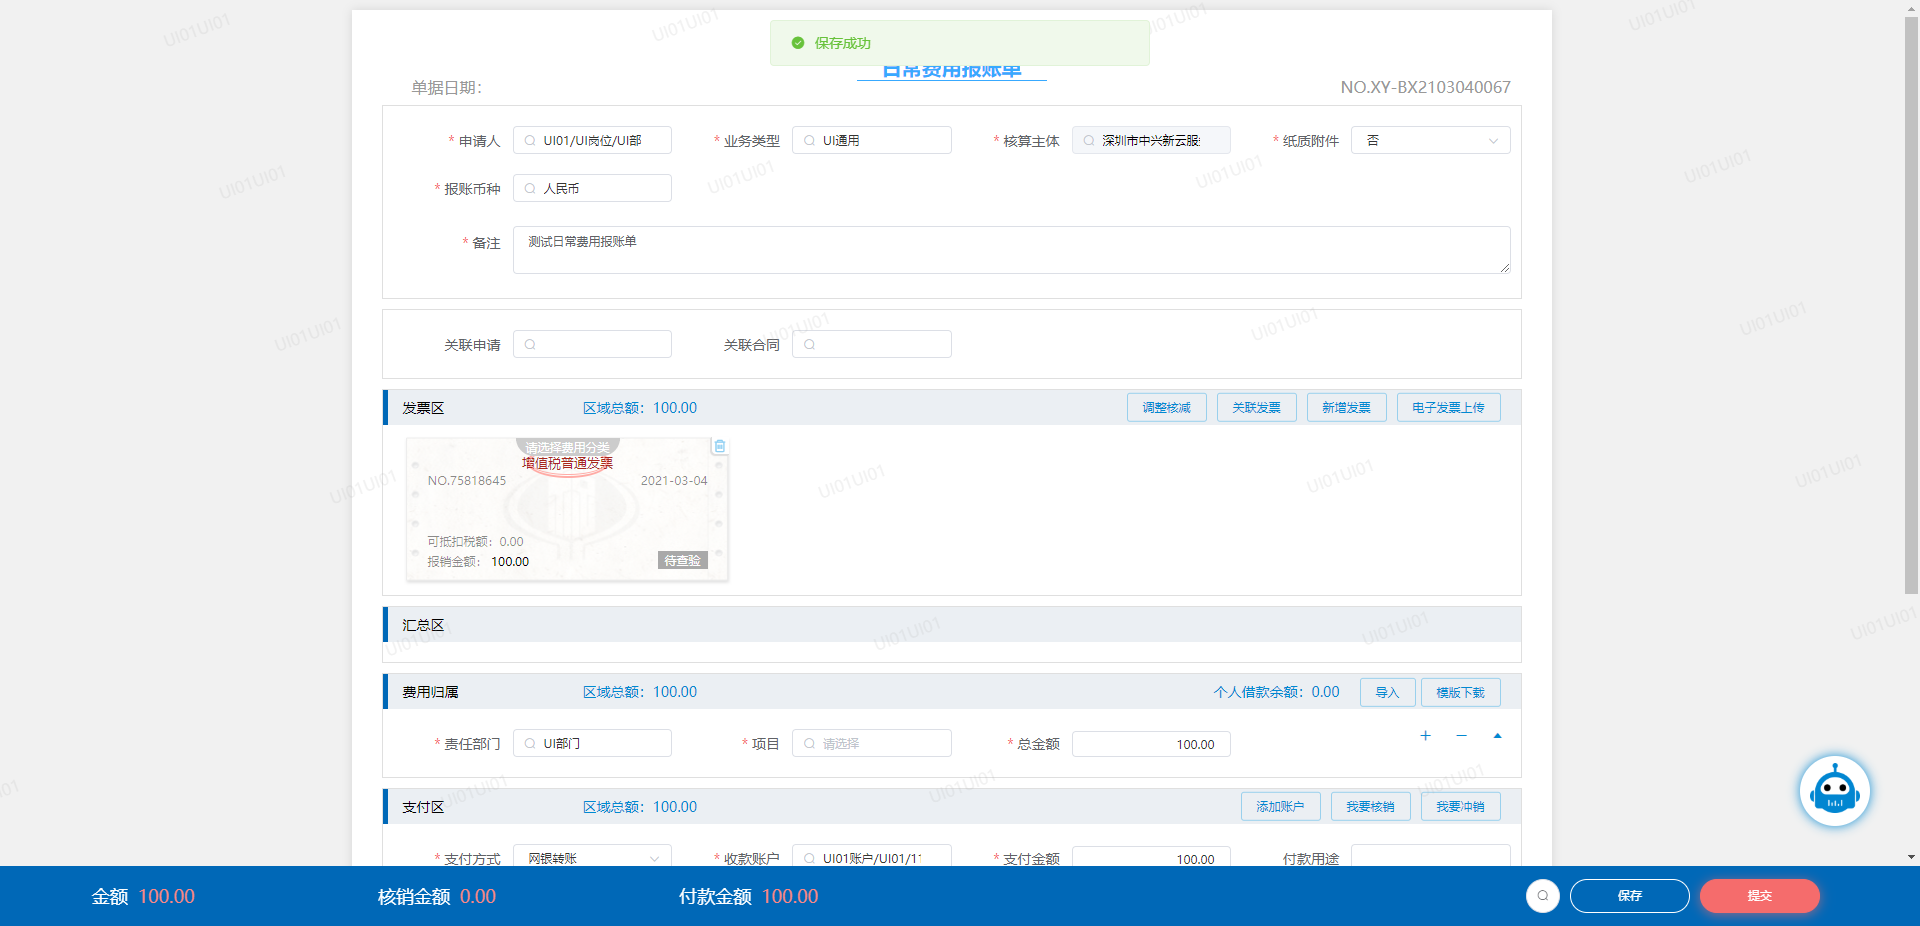 保存成功
日常费用报账单
单据日期:
NO.XY-BX2103040067
* 申请人 UI01/UI岗位/UI部 * 业务类型 UI通用 * 核算主体 深圳市中兴新云服 * 纸质附件 否
* 报账币种 人民币
* 备注 测试日常费用报账单
关联申请 关联合同
发票区 区域总额：100.00 调整核减 关联发票 新增发票 电子发票上传
请选择费用分类
增值税普通发票
NO.75818645 2021-03-04
可抵扣税额：0.00
报销金额： 100.00 待查验
汇总区
费用归属 区域总额：100.00 个人借款余额：0.00 导入 模版下载
* 责任部门 UI部门 * 项目 请选择 * 总金额 100.00
支付区 区域总额：100.00 添加账户 我要核销 我要冲销
* 支付方式 网银转账 * 收款账户 UI01账户/UI01/11 * 支付金额 100.00 付款用途
金额 100.00 核销金额 0.00 付款金额 100.00 保存 提交
UI01UI01